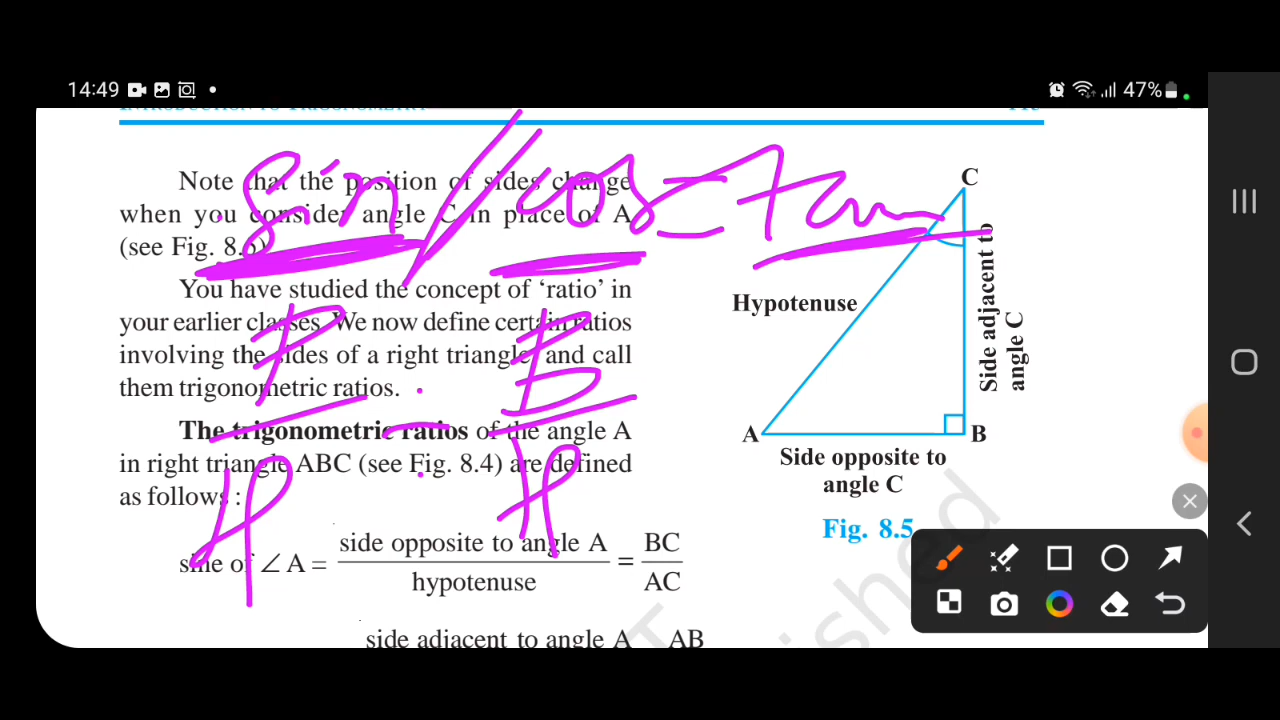 14:49 47%
Note that the position of sides change
when you consider angle C in place of A
(see Fig. 8.6)
You have studied the concept of ‘ratio’ in
your earlier classes. We now define certain ratios
involving the sides of a right triangle and call
them trigonometric ratios.
The trigonometric ratios of the angle A
in right triangle ABC (see Fig. 8.4) are defined
as follows :
sine of ∠ A = side opposite to angle A / hypotenuse = BC / AC
side adjacent to angle A AB
sin / cos = tan
P / H ÷ B / H
C
Hypotenuse
Side adjacent to
angle C
A
B
Side opposite to
angle C
Fig. 8.5